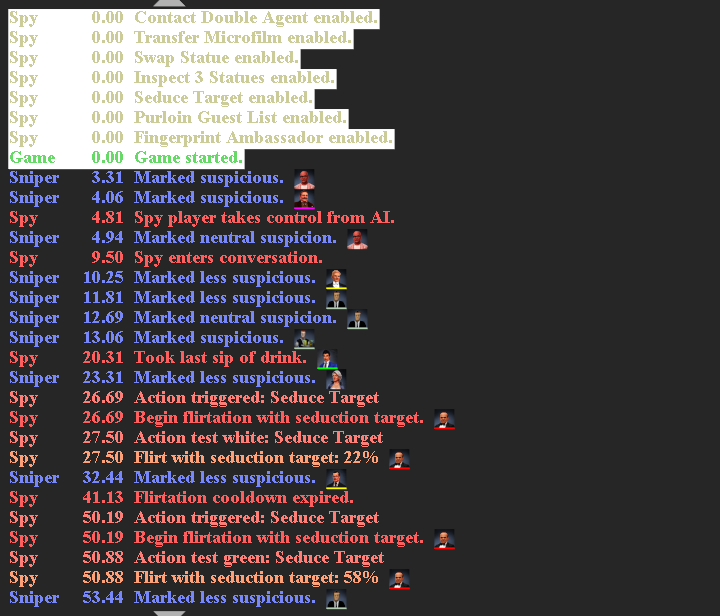 Spy 0.00 Contact Double Agent enabled.
Spy 0.00 Transfer Microfilm enabled.
Spy 0.00 Swap Statue enabled.
Spy 0.00 Inspect 3 Statues enabled.
Spy 0.00 Seduce Target enabled.
Spy 0.00 Purloin Guest List enabled.
Spy 0.00 Fingerprint Ambassador enabled.
Game 0.00 Game started.
Sniper 3.31 Marked suspicious.
Sniper 4.06 Marked suspicious.
Spy 4.81 Spy player takes control from AI.
Sniper 4.94 Marked neutral suspicion.
Spy 9.50 Spy enters conversation.
Sniper 10.25 Marked less suspicious.
Sniper 11.81 Marked less suspicious.
Sniper 12.69 Marked neutral suspicion.
Sniper 13.06 Marked suspicious.
Spy 20.31 Took last sip of drink.
Sniper 23.31 Marked less suspicious.
Spy 26.69 Action triggered: Seduce Target
Spy 26.69 Begin flirtation with seduction target.
Spy 27.50 Action test white: Seduce Target
Spy 27.50 Flirt with seduction target: 22%
Sniper 32.44 Marked less suspicious.
Spy 41.13 Flirtation cooldown expired.
Spy 50.19 Action triggered: Seduce Target
Spy 50.19 Begin flirtation with seduction target.
Spy 50.88 Action test green: Seduce Target
Spy 50.88 Flirt with seduction target: 58%
Sniper 53.44 Marked less suspicious.